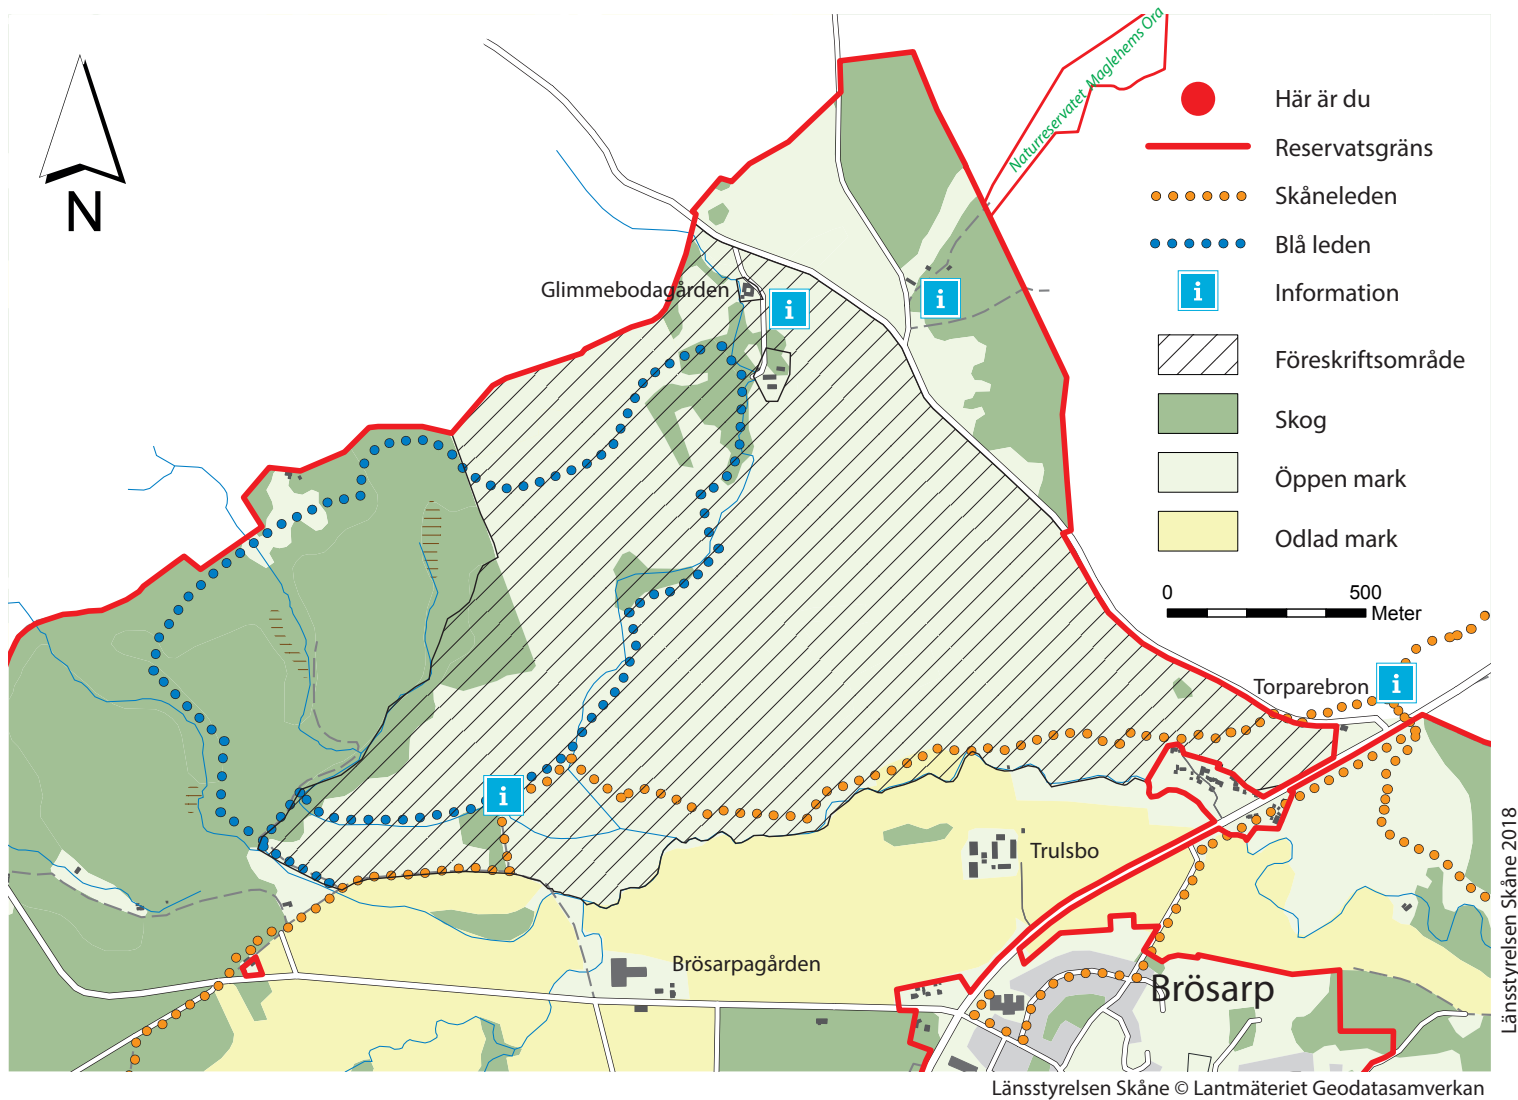 N
Naturreservatet Maglehems Ora
Här är du
Reservatsgräns
Skåneleden
Blå leden
i
Information
Föreskriftsområde
Skog
Öppen mark
Odlad mark
0 500
Meter
Glimmebodagården
i
i
Torparebron
i
i
Trulsbo
Brösarpagården
Brösarp
Länsstyrelsen Skåne 2018
Länsstyrelsen Skåne © Lantmäteriet Geodatasamverkan